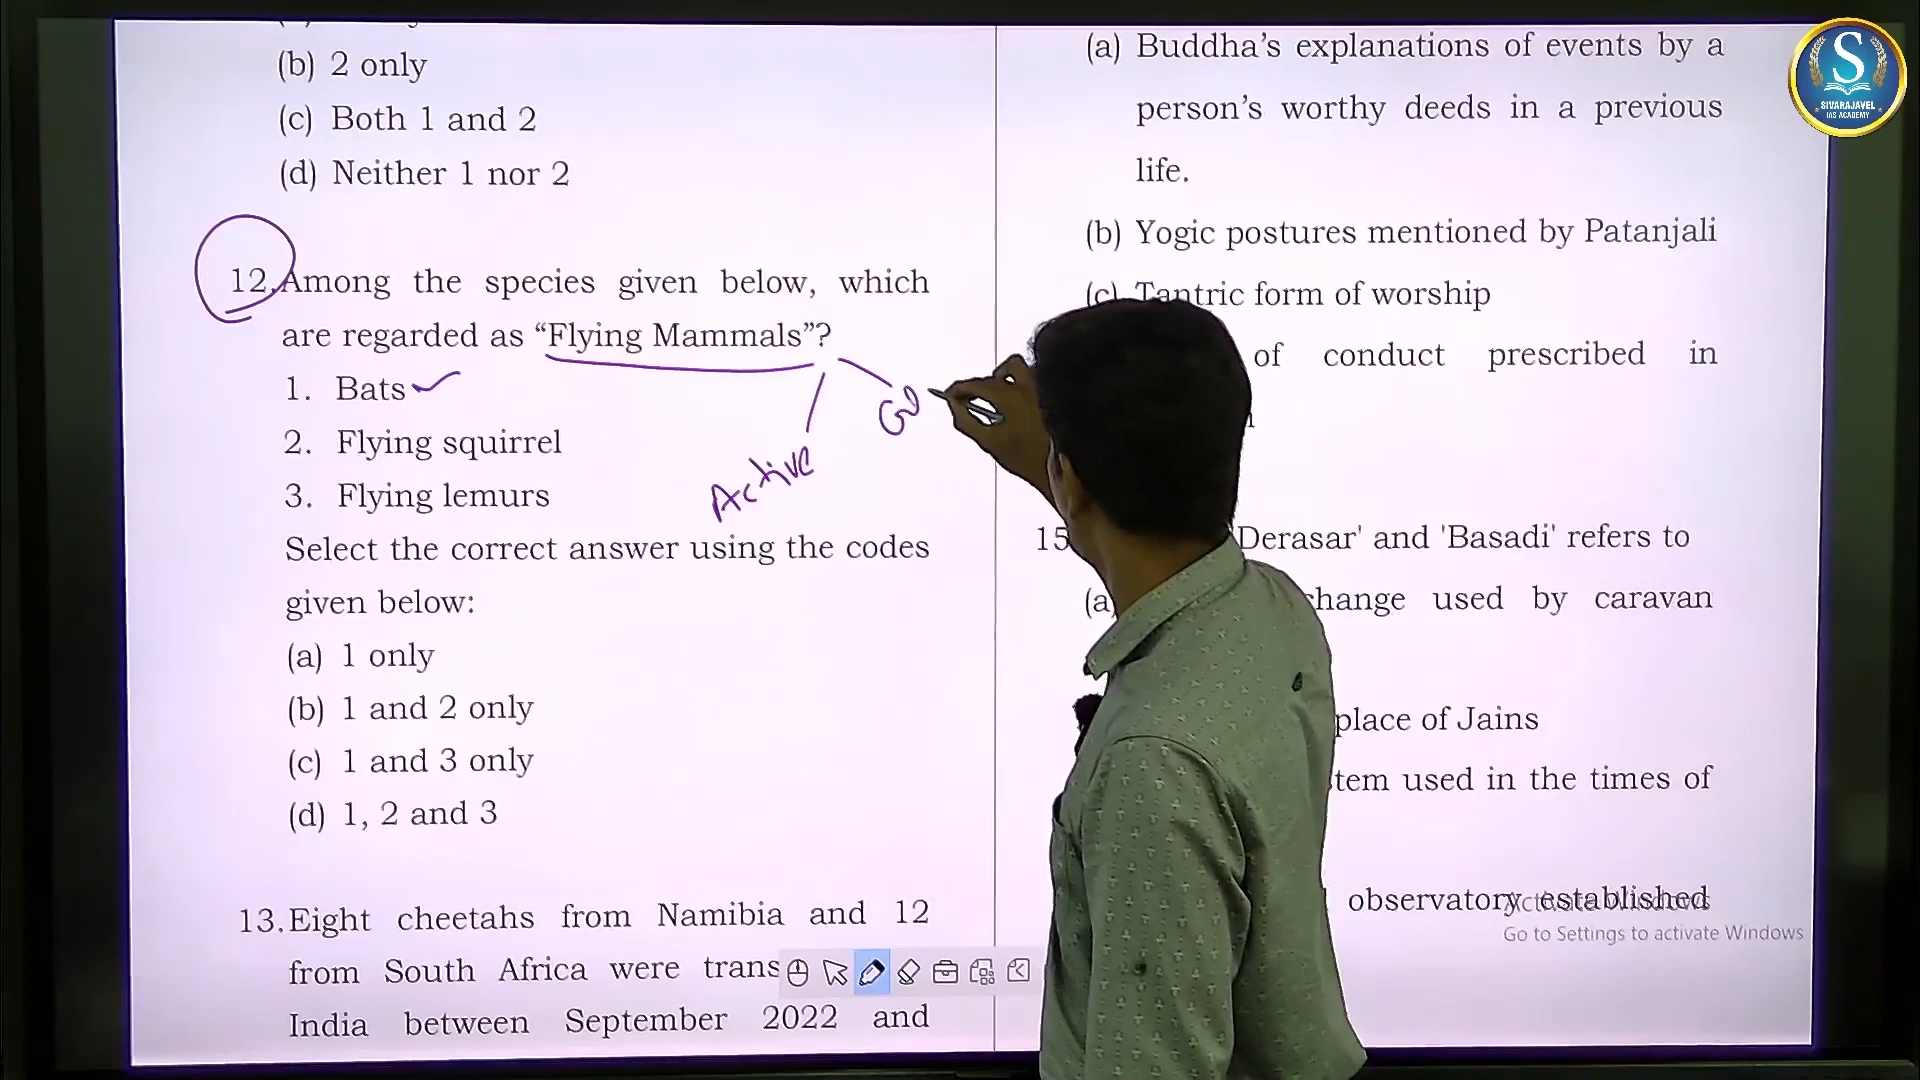 (b) 2 only
(c) Both 1 and 2
(d) Neither 1 nor 2
12. Among the species given below, which
are regarded as “Flying Mammals”?
1. Bats
2. Flying squirrel
3. Flying lemurs
Active
Select the correct answer using the codes
given below:
(a) 1 only
(b) 1 and 2 only
(c) 1 and 3 only
(d) 1, 2 and 3
13. Eight cheetahs from Namibia and 12
from South Africa were
India between September 2022 and
(a) Buddha’s explanations of events by a
person’s worthy deeds in a previous
life.
(b) Yogic postures mentioned by Patanjali
(c) Tantric form of worship
of conduct prescribed in
15 Derasar' and 'Basadi' refers to
(a) used by caravan
place of Jains
used in the times of
observatory established
Activate Windows
Go to Settings to activate Windows
S
SIVARAJAVEL
IAS ACADEMY